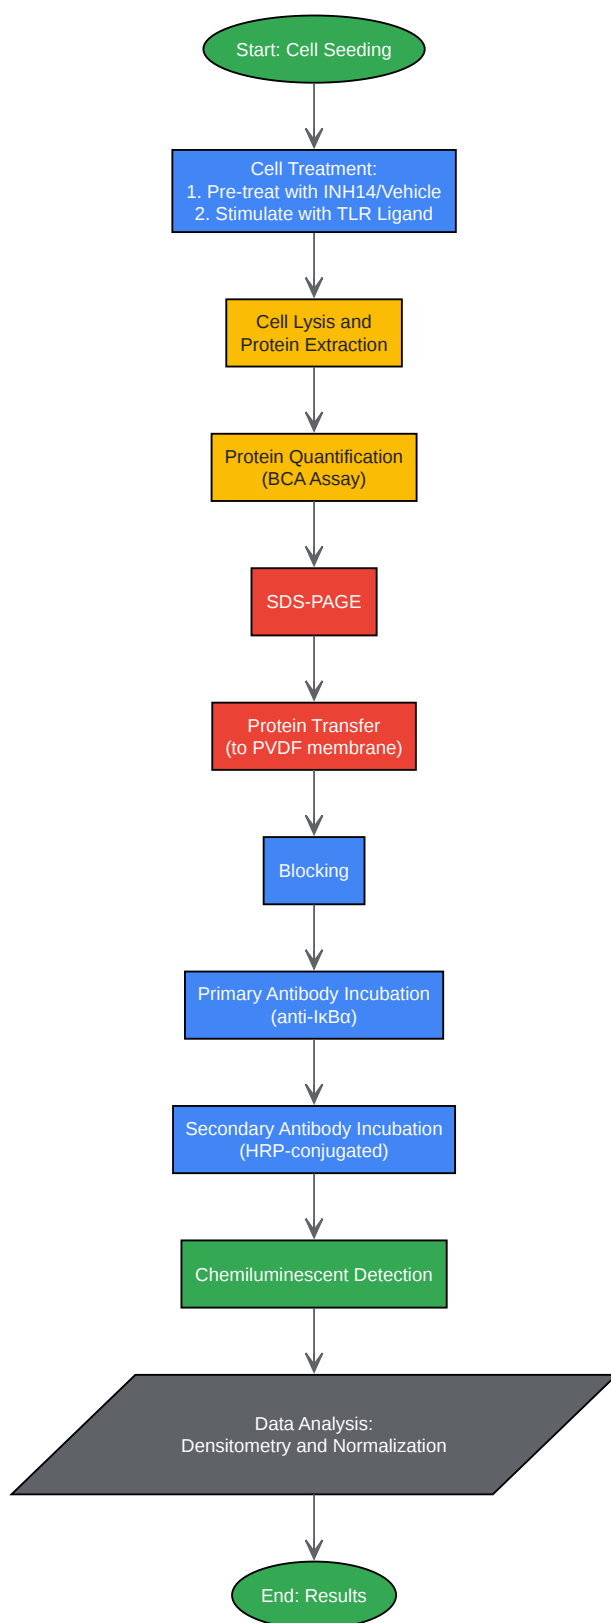 Start: Cell Seeding
Cell Treatment:
1. Pre-treat with INH14/Vehicle
2. Stimulate with TLR Ligand
Cell Lysis and
Protein Extraction
Protein Quantification
(BCA Assay)
SDS-PAGE
Protein Transfer
(to PVDF membrane)
Blocking
Primary Antibody Incubation
(anti-IκBα)
Secondary Antibody Incubation
(HRP-conjugated)
Chemiluminescent Detection
Data Analysis:
Densitometry and Normalization
End: Results